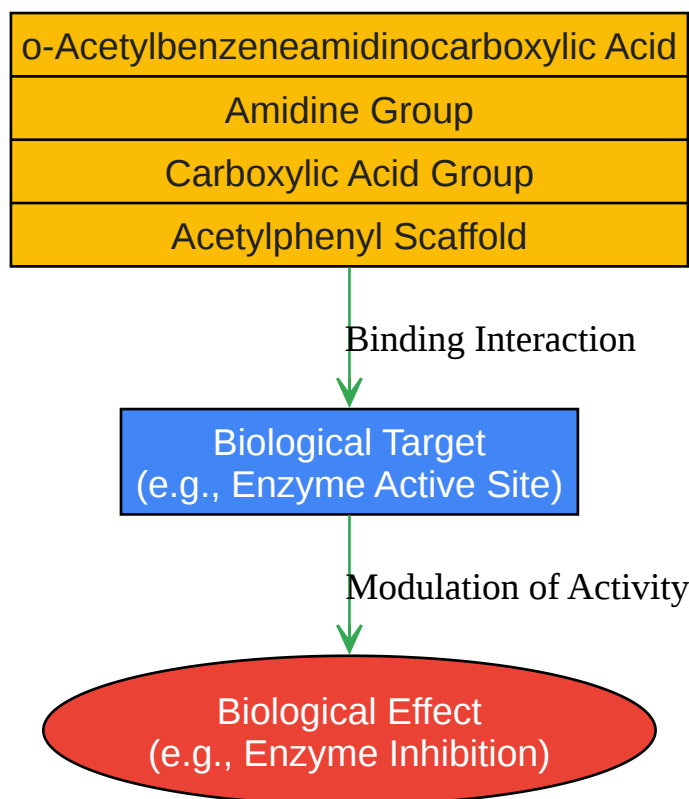 o-Acetylbenzeneamidinocarboxylic Acid
Amidine Group
Carboxylic Acid Group
Acetylphenyl Scaffold
Binding Interaction
Biological Target
(e.g., Enzyme Active Site)
Modulation of Activity
Biological Effect
(e.g., Enzyme Inhibition)